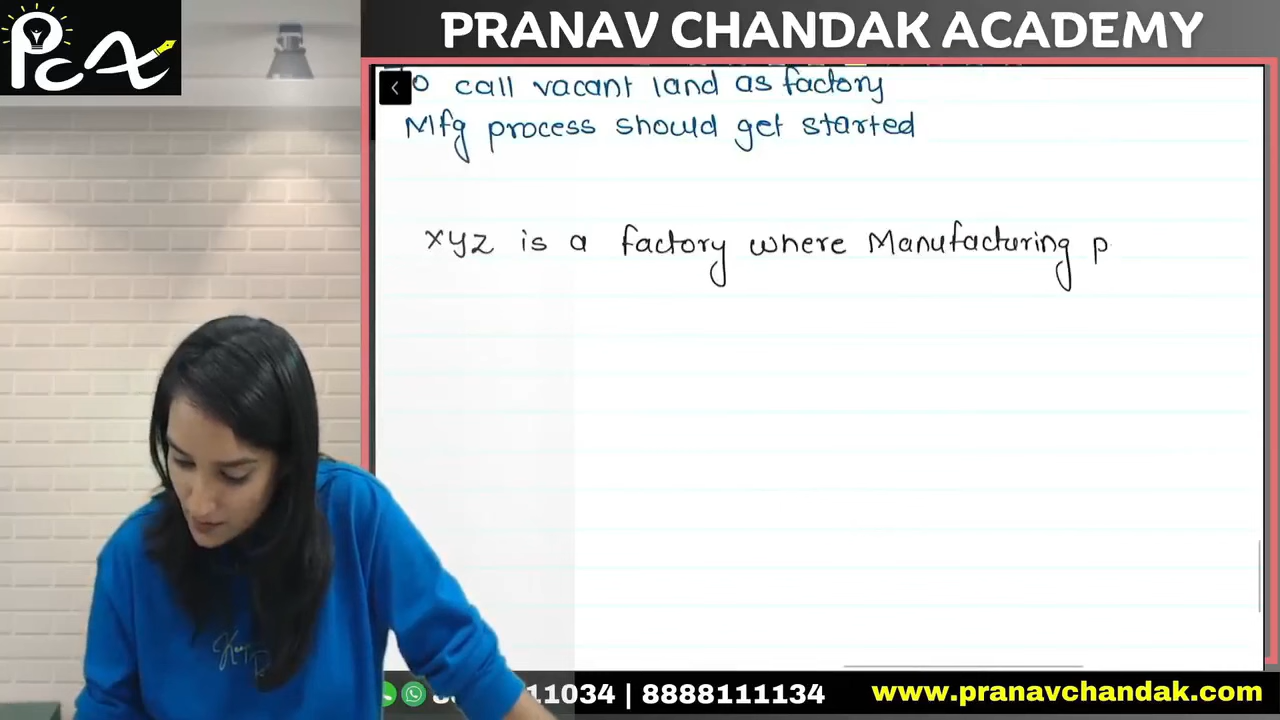 PCA
PRANAV CHANDAK ACADEMY
call vacant land as factory
Mfg process should get started
xyz is a factory where Manufacturing p
11034 | 8888111134
www.pranavchandak.com